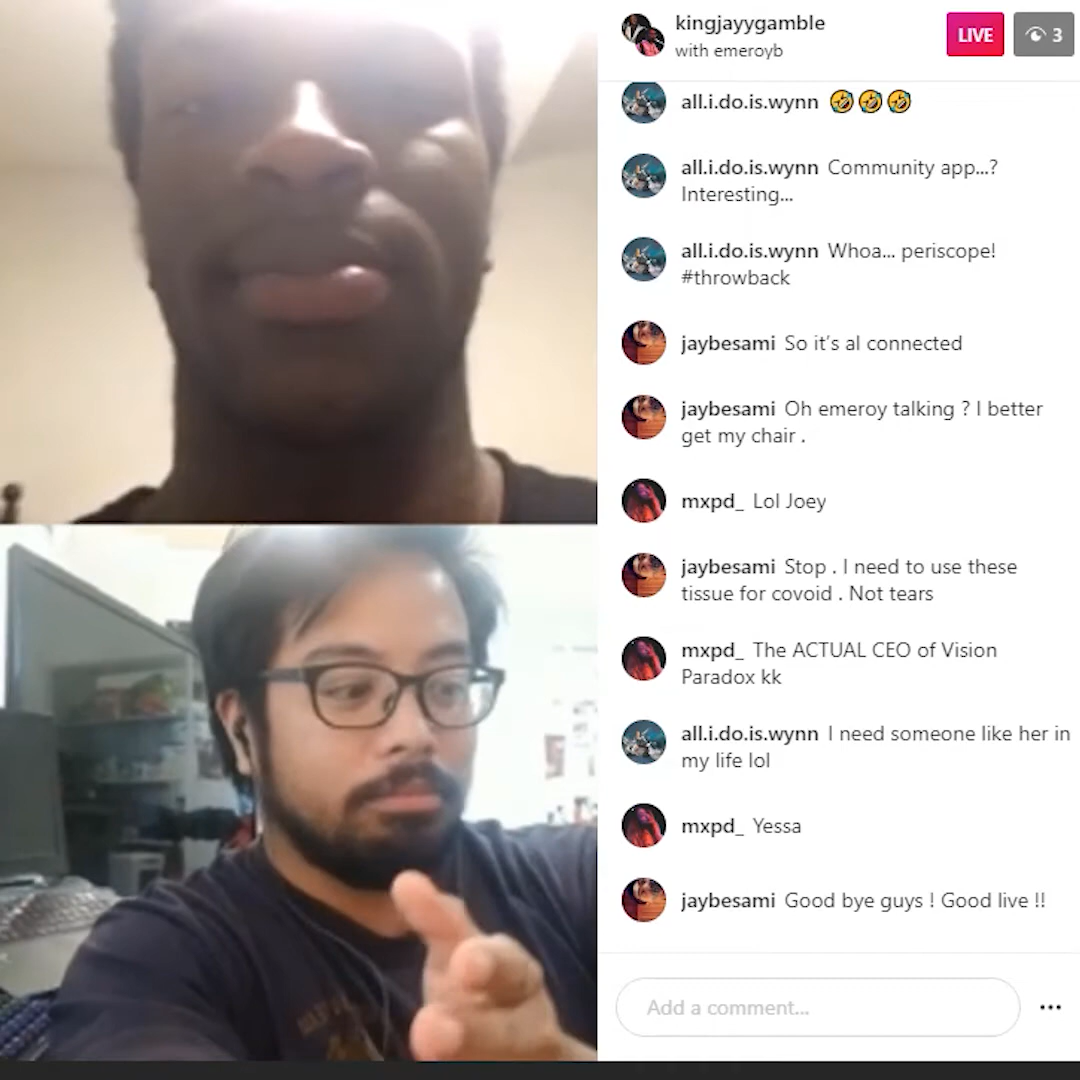 kingjayygamble
with emeroyb
LIVE
3
all.i.do.is.wynn 🤣🤣🤣
all.i.do.is.wynn Community app...?
Interesting...
all.i.do.is.wynn Whoa... periscope!
#throwback
jaybesami So it's al connected
jaybesami Oh emeroy talking ? I better
get my chair .
mxpd_ Lol Joey
jaybesami Stop . I need to use these
tissue for covoid . Not tears
mxpd_ The ACTUAL CEO of Vision
Paradox kk
all.i.do.is.wynn I need someone like her in
my life lol
mxpd_ Yessa
jaybesami Good bye guys ! Good live !!
Add a comment...